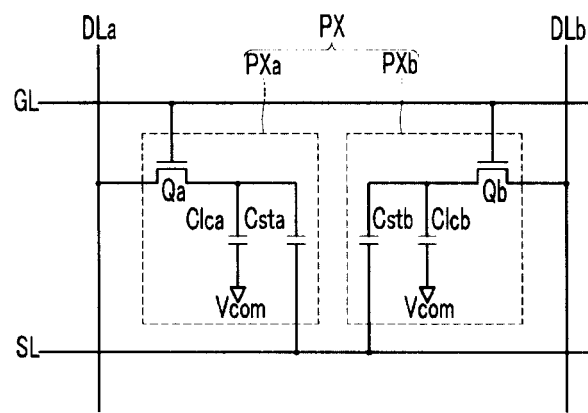 DLa PX DLb
PXa PXb
GL
Qa Qb
Clca Csta Cstb Clcb
Vcom Vcom
SL